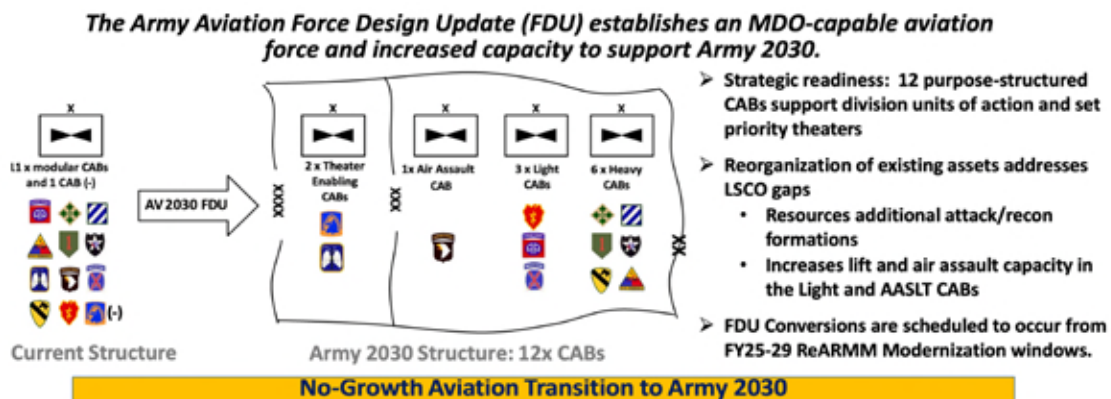 The Army Aviation Force Design Update (FDU) establishes an MDO-capable aviation
force and increased capacity to support Army 2030.
X
L1 x modular CABs
and 1 CAB (-)
(-)
Current Structure
AV 2030 FDU
XXXX
X
2 x Theater
Enabling
CABs
XXX
X
1x Air Assault
CAB
X
3 x Light
CABs
X
6 x Heavy
CABs
XX
Army 2030 Structure: 12x CABs
➢ Strategic readiness: 12 purpose-structured
CABs support division units of action and set
priority theaters
➢ Reorganization of existing assets addresses
LSCO gaps
• Resources additional attack/recon
formations
• Increases lift and air assault capacity in
the Light and AASLT CABs
➢ FDU Conversions are scheduled to occur from
FY25-29 ReARMM Modernization windows.
No-Growth Aviation Transition to Army 2030